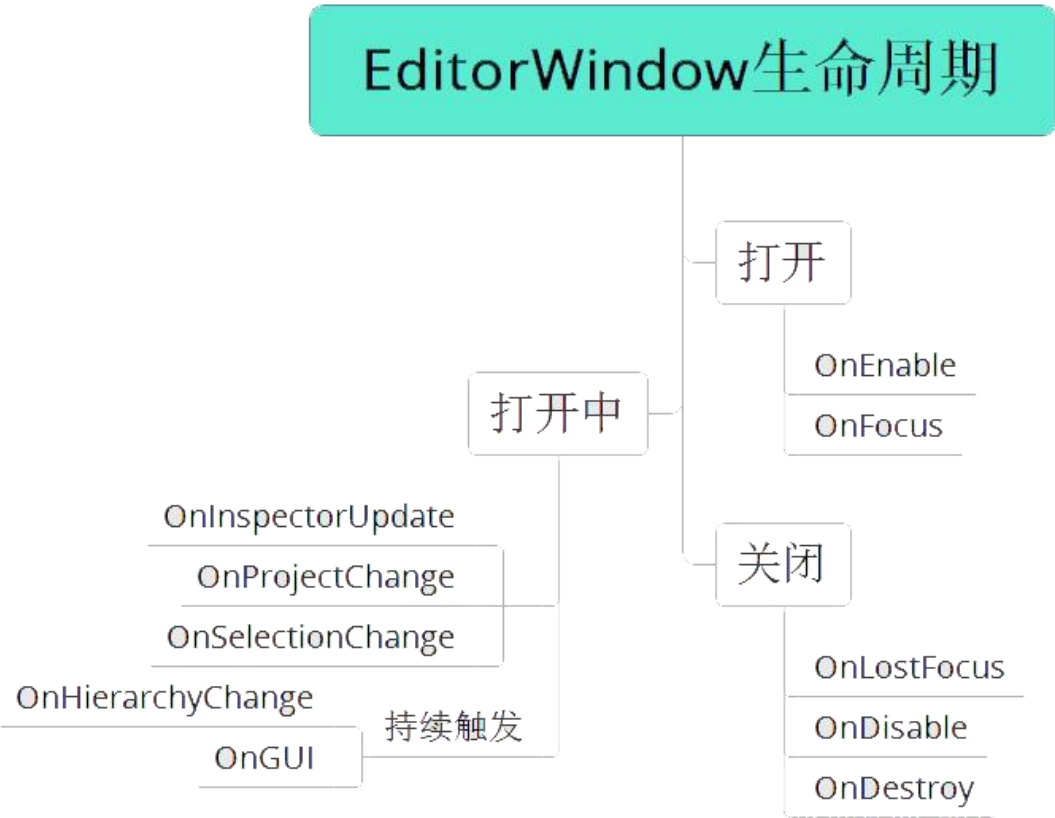 EditorWindow生命周期
打开
OnEnable
OnFocus
打开中
OnInspectorUpdate
OnProjectChange
OnSelectionChange
OnHierarchyChange
持续触发
OnGUI
关闭
OnLostFocus
OnDisable
OnDestroy